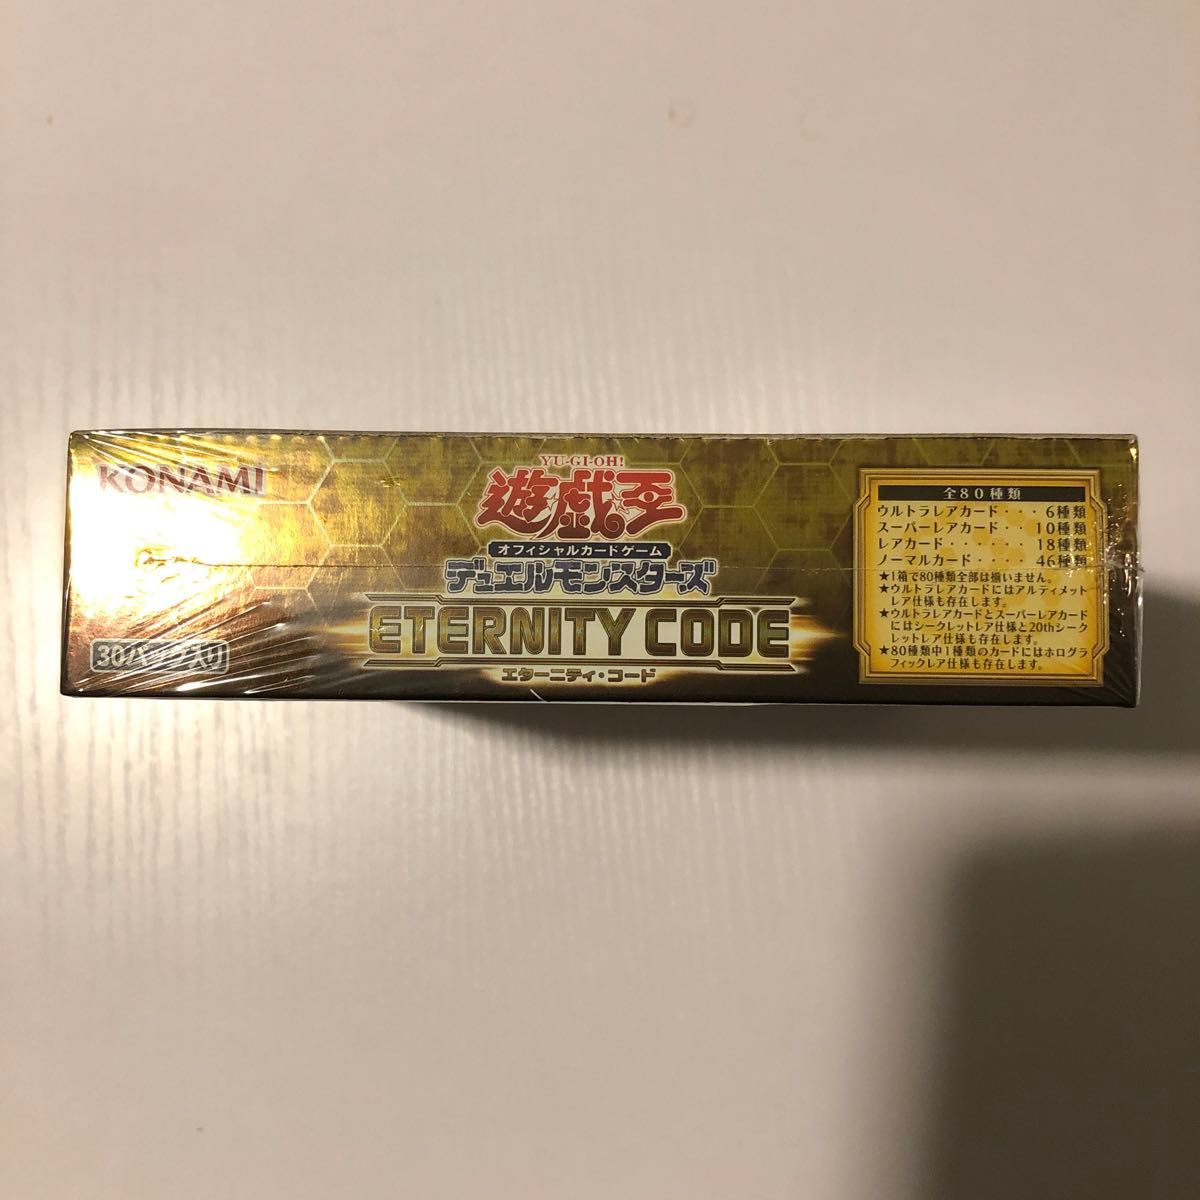 KONAMI
YU-GI-OH!
遊戯王
オフィシャルカードゲーム
デュエルモンスターズ
ETERNITY CODE
エターニティ・コード
30パック入り
全80種類
ウルトラレアカード・・・6種類
スーパーレアカード・・・10種類
レアカード・・・・・・・18種類
ノーマルカード・・・・・46種類
★1箱で80種類全部は揃いません。
★ウルトラレアカードにはアルティメット
レア仕様も存在します。
★ウルトラレアカードとスーパーレアカード
にはシークレットレア仕様と20thシーク
レットレア仕様も存在します。
★80種類中1種類のカードにはホログラ
フィックレア仕様も存在します。